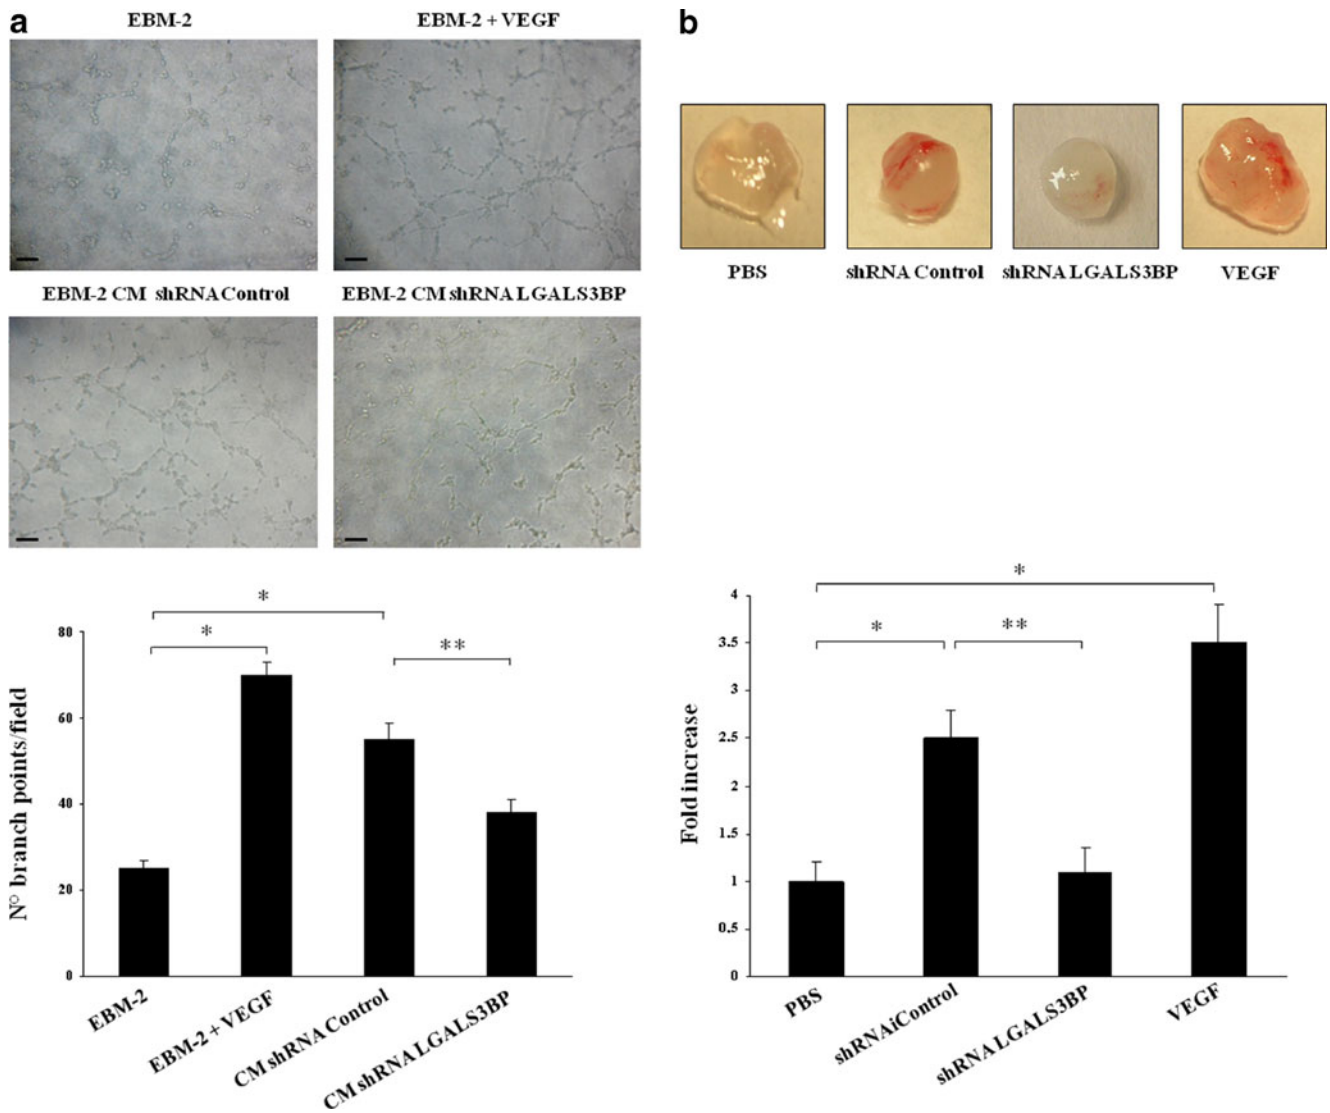 a
EBM-2
EBM-2 + VEGF
EBM-2 CM shRNA Control
EBM-2 CM shRNA LGALS3BP
*
*
**
N° branch points/field
80
60
40
20
0
EBM-2
EBM-2 + VEGF
CM shRNA Control
CM shRNA LGALS3BP
b
PBS
shRNA Control
shRNA LGALS3BP
VEGF
*
*
**
Fold increase
4
3.5
3
2.5
2
1.5
1
0.5
0
PBS
shRNAiControl
shRNA LGALS3BP
VEGF